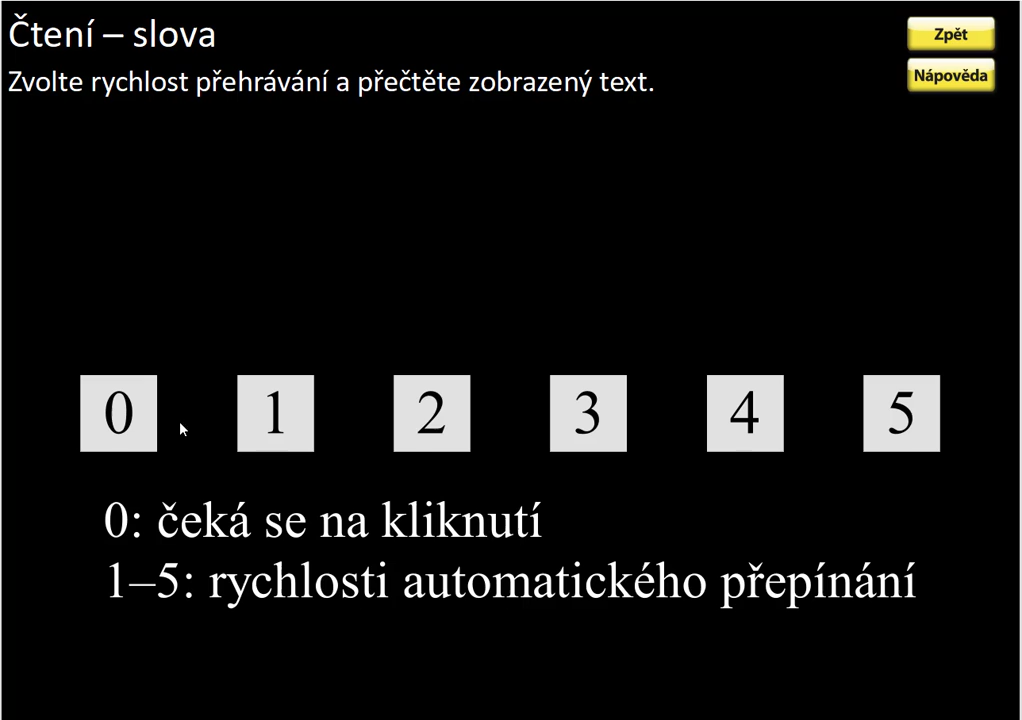 Čtení – slova
Zpět
Zvolte rychlost přehrávání a přečtěte zobrazený text.
Nápověda
0 1 2 3 4 5
0: čeká se na kliknutí
1–5: rychlosti automatického přepínání